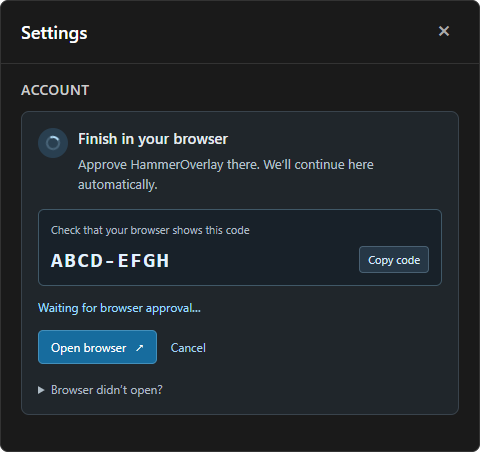 Settings
ACCOUNT
Finish in your browser
Approve HammerOverlay there. We’ll continue here
automatically.
Check that your browser shows this code
ABCD-EFGH
Copy code
Waiting for browser approval...
Open browser ↗
Cancel
Browser didn’t open?